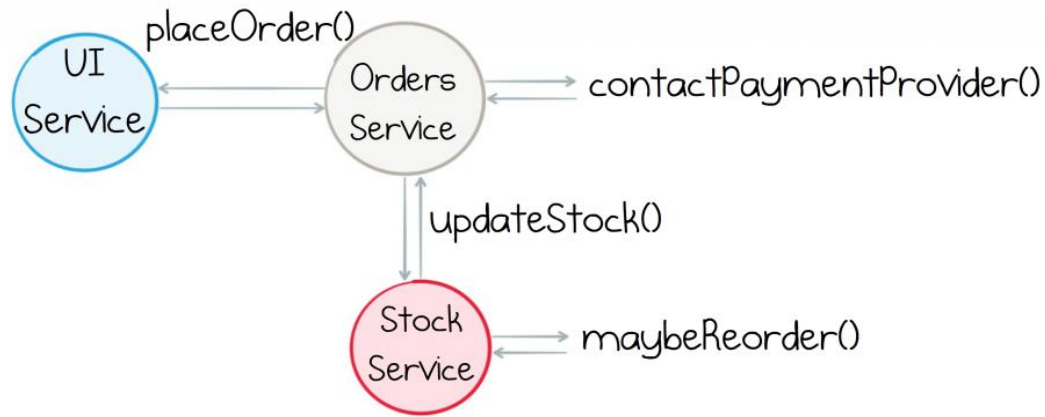 placeOrder()
UI
Service
Orders
Service
contactPaymentProvider()
updateStock()
Stock
Service
maybeReorder()